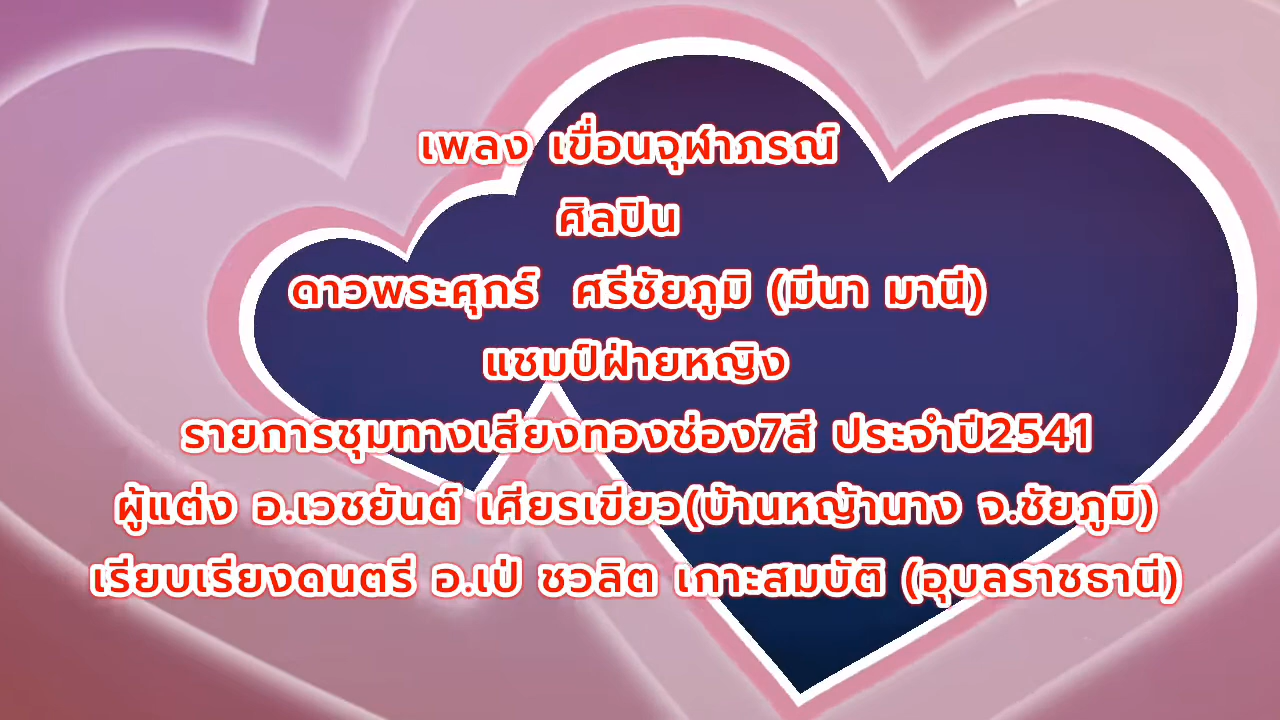 เพลง เขื่อนจุฬาภรณ์
ศิลปิน
ดาวพระศุกร์ ศรีชัยภูมิ (มีนา มานี)
แชมป์ฝ่ายหญิง
รายการชุมทางเสียงทองช่อง7สี ประจำปี2541
ผู้แต่ง อ.เวชยันต์ เศียรเขียว(บ้านหญ้านาง จ.ชัยภูมิ)
เรียบเรียงดนตรี อ.เป๋ ชวลิต เกาะสมบัติ (อุบลราชธานี)